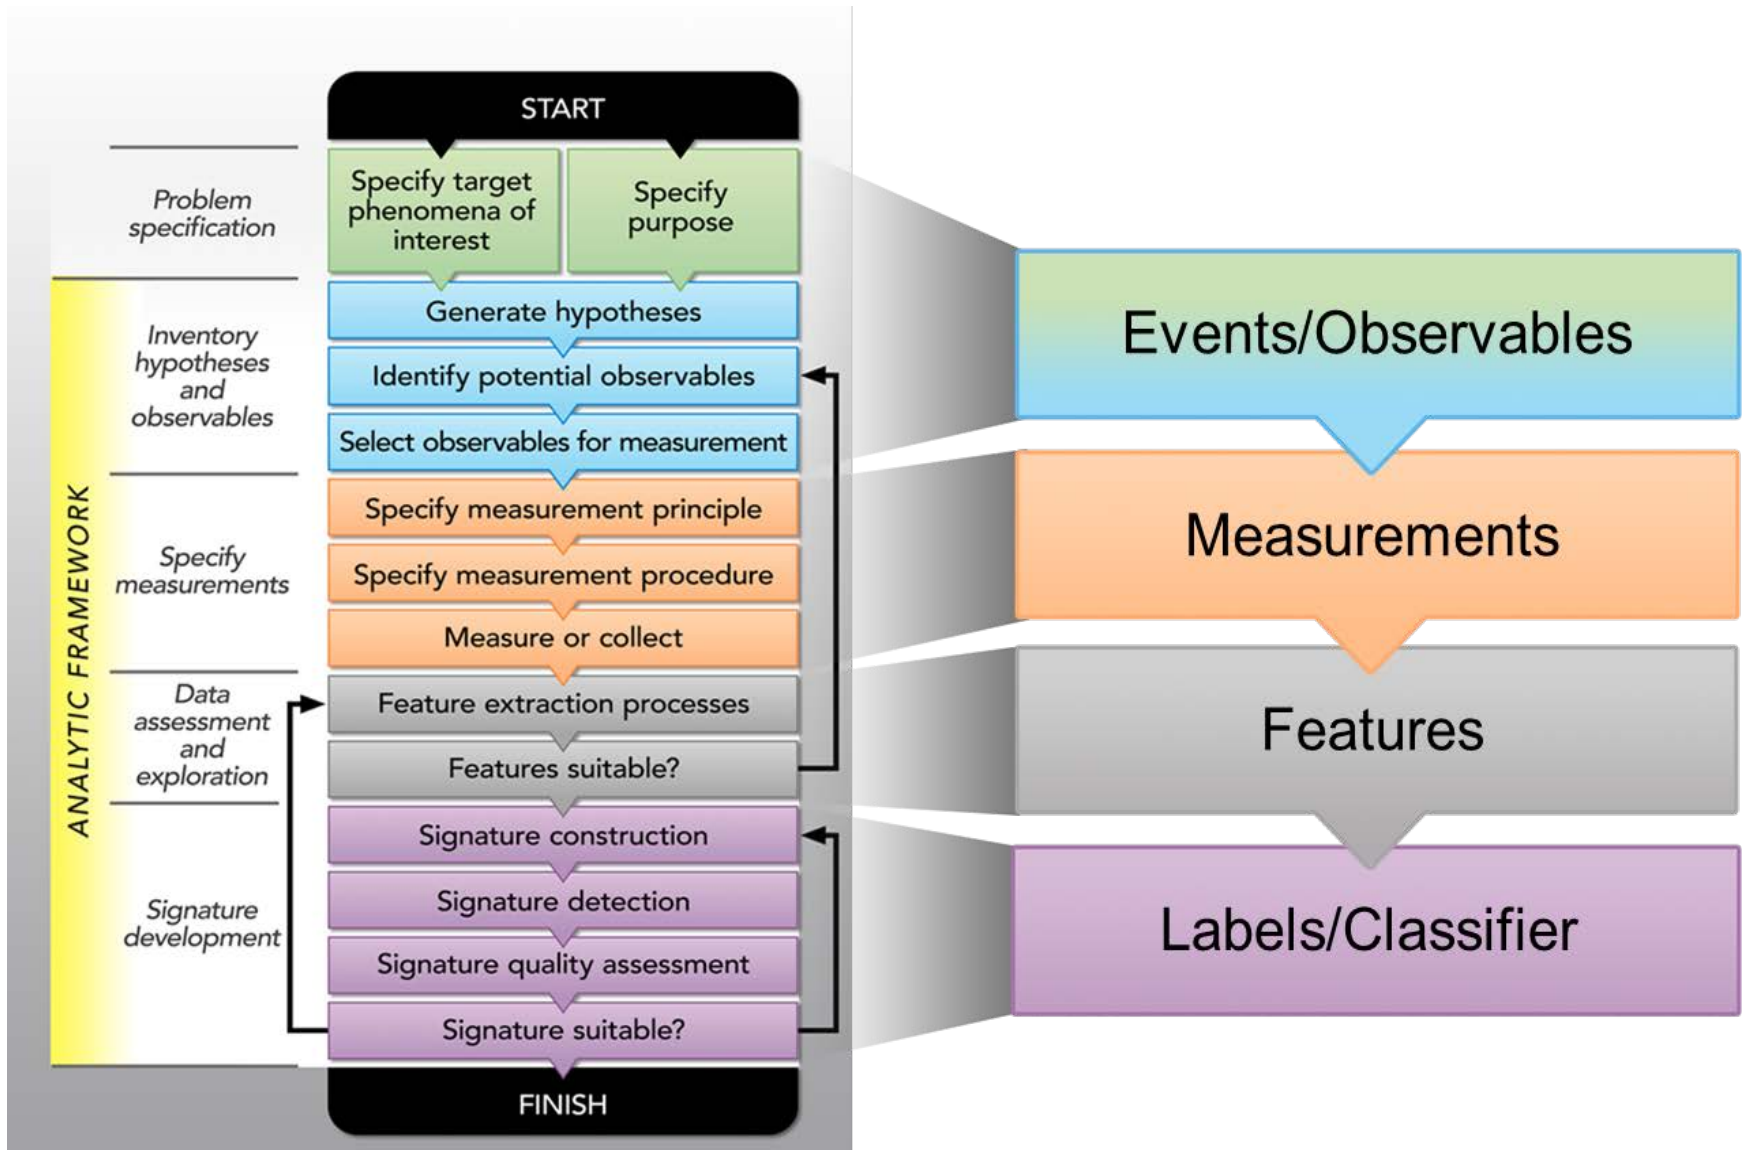 START
Problem
specification
Specify target
phenomena of
interest
Specify
purpose
ANALYTIC FRAMEWORK
Inventory
hypotheses
and
observables
Generate hypotheses
Identify potential observables
Select observables for measurement
Specify
measurements
Specify measurement principle
Specify measurement procedure
Measure or collect
Data
assessment
and
exploration
Feature extraction processes
Features suitable?
Signature
development
Signature construction
Signature detection
Signature quality assessment
Signature suitable?
FINISH
Events/Observables
Measurements
Features
Labels/Classifier